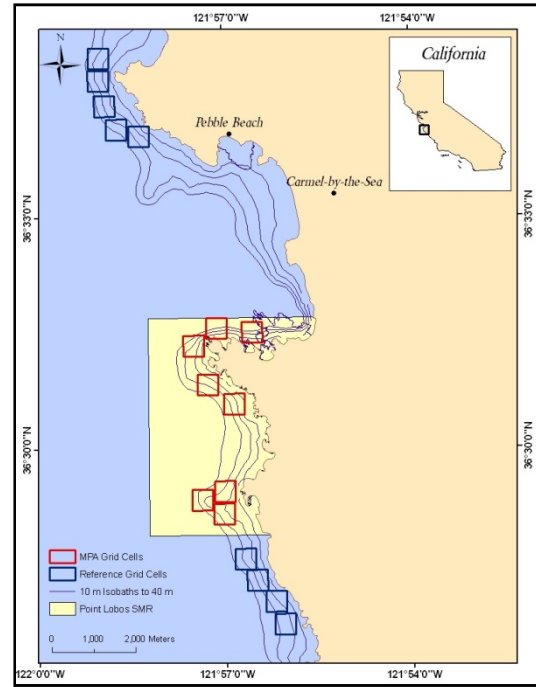 121°57'0"W
121°54'0"W
N
California
Pebble Beach
Carmel-by-the-Sea
36°33'0"N
36°33'0"N
36°30'0"N
36°30'0"N
MPA Grid Cells
Reference Grid Cells
10 m Isobaths to 40 m
Point Lobos SMR
0 1,000 2,000 Meters
122°0'0"W
121°57'0"W
121°54'0"W